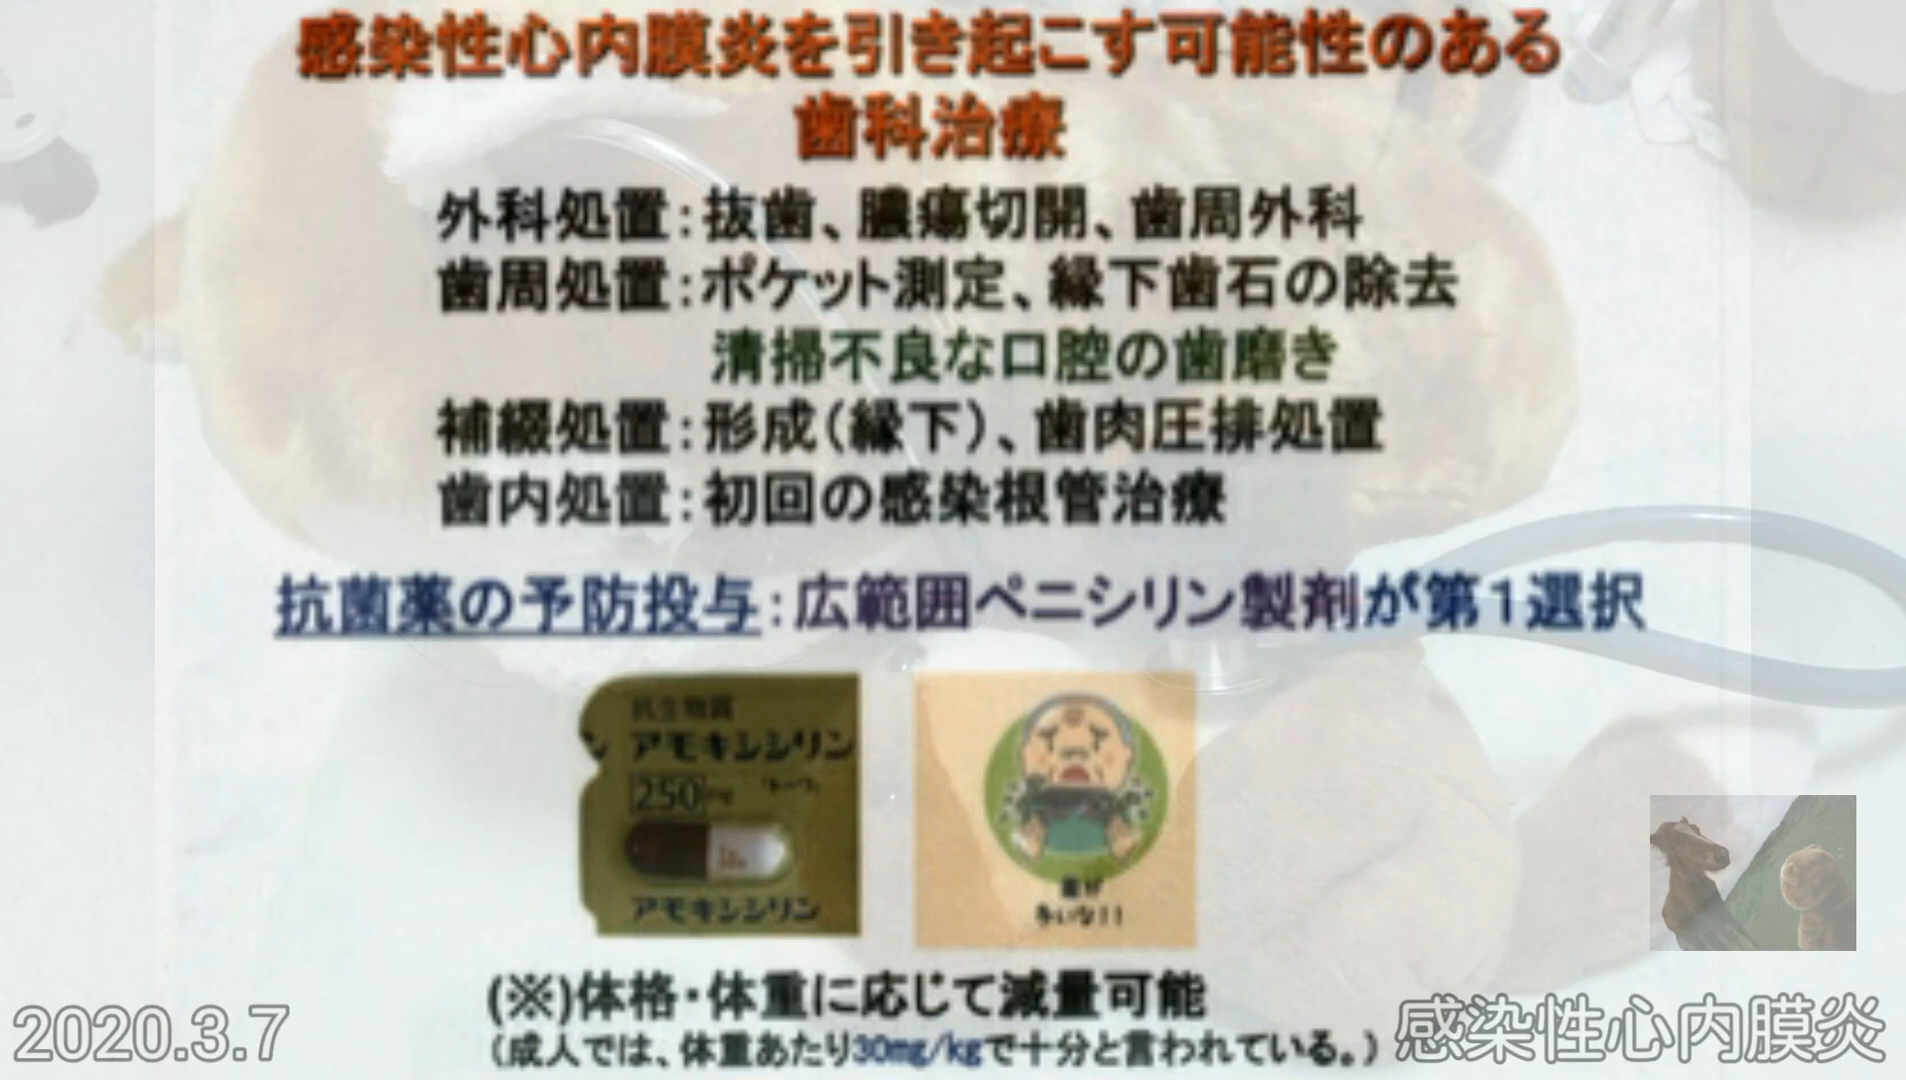 感染性心内膜炎を引き起こす可能性のある
歯科治療
外科処置:抜歯、膿瘍切開、歯周外科
歯周処置:ポケット測定、縁下歯石の除去
清掃不良な口腔の歯磨き
補綴処置:形成(縁下)、歯肉圧排処置
歯内処置:初回の感染根管治療
抗菌薬の予防投与:広範囲ペニシリン製剤が第1選択
抗生物質
ン アモキシシリン
250mg
アモキシシリン
多いな!!
(※)体格・体重に応じて減量可能
(成人では、体重あたり30mg/kgで十分と言われている。)
2020.3.7
感染性心内膜炎